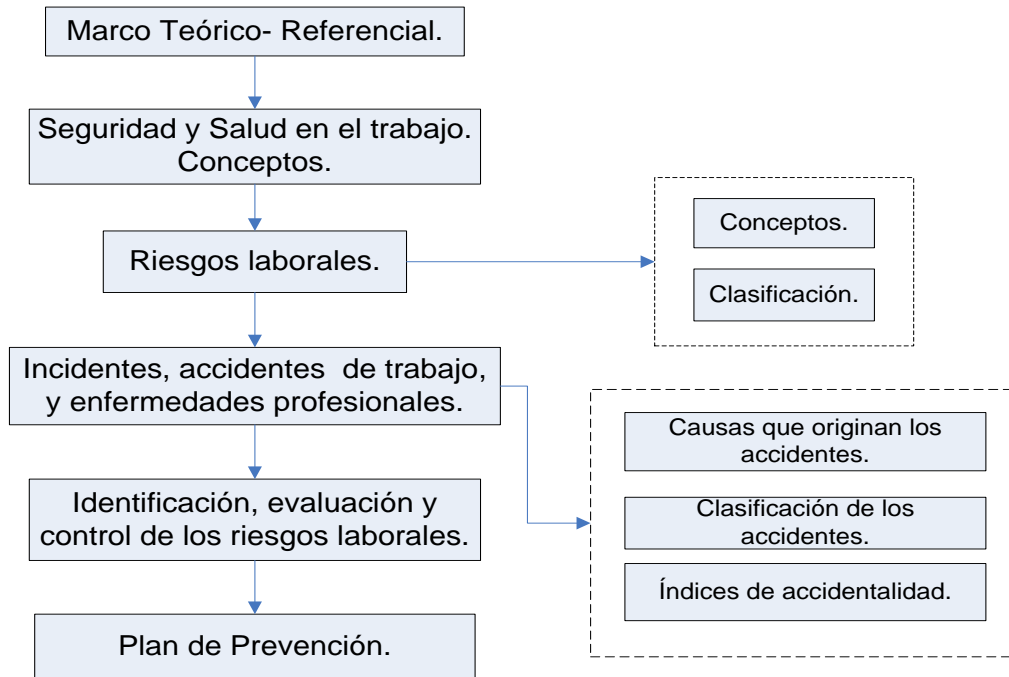 Marco Teórico- Referencial.
Seguridad y Salud en el trabajo.
Conceptos.
Riesgos laborales.
Conceptos.
Clasificación.
Incidentes, accidentes de trabajo,
y enfermedades profesionales.
Causas que originan los
accidentes.
Clasificación de los
accidentes.
Índices de accidentalidad.
Identificación, evaluación y
control de los riesgos laborales.
Plan de Prevención.